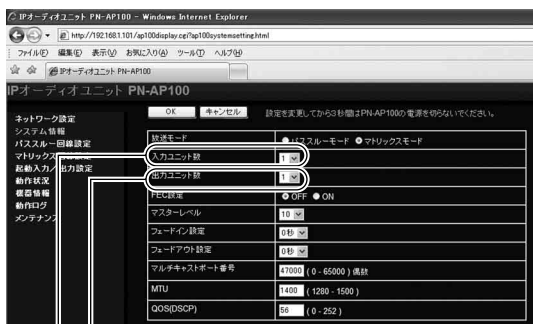 IPオーディオユニット PN-AP100 - Windows Internet Explorer
http://192.168.1.101/ap100display.cgi?ap100systemsetting.html
ファイル(F) 編集(E) 表示(V) お気に入り(A) ツール(T) ヘルプ(H)
IPオーディオユニット PN-AP100
IPオーディオユニット PN-AP100
OK キャンセル 設定を変更してから3秒間はPN-AP100の電源を切らないでください。
ネットワーク設定
システム情報
パススルー回線設定
マトリックス
起動入力/出力設定
動作状況
機器情報
動作ログ
メンテナンス
放送モード パススルーモード マトリックスモード
入力ユニット数 1
出力ユニット数 1
FEC設定 OFF ON
マスターレベル 10
フェードイン設定 0秒
フェードアウト設定 0秒
マルチキャストポート番号 47000 ( 0 - 65000 ) 偶数
MTU 1400 ( 1280 - 1500 )
QOS(DSCP) 56 ( 0 - 252 )